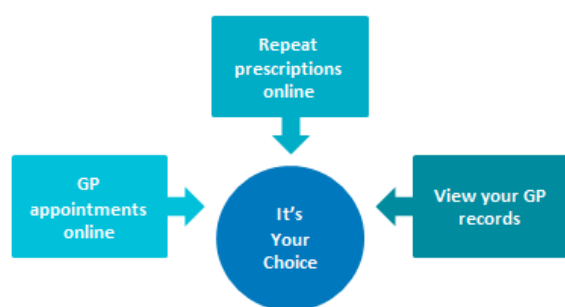 Repeat
prescriptions
online
GP
appointments
online
It's
Your
Choice
View your GP
records